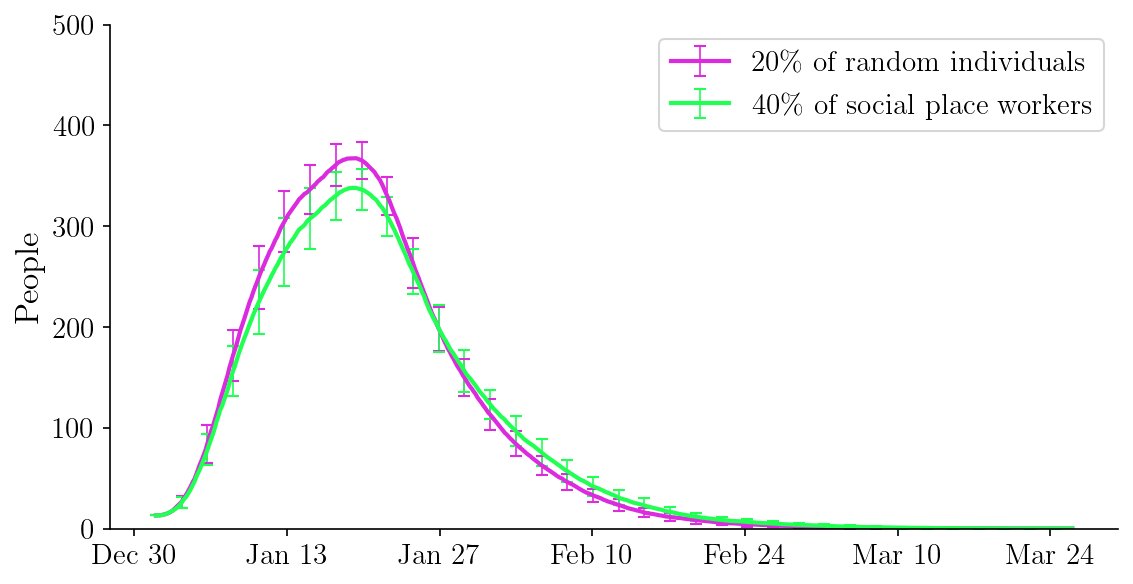 500
20% of random individuals
40% of social place workers
400
300
People
200
100
0
Dec 30 Jan 13 Jan 27 Feb 10 Feb 24 Mar 10 Mar 24